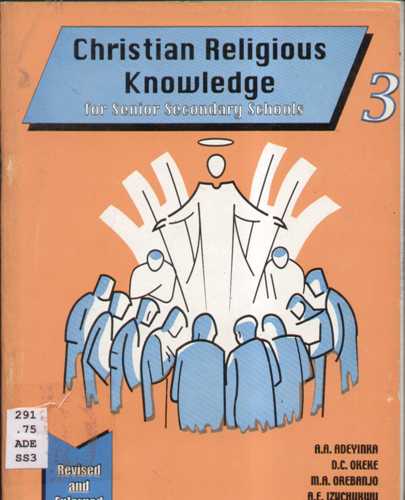 Christian Religious
Knowledge
for Senior Secondary Schools
3
291
.75
ADE
SS3
A.A. ADEYINKA
D.C. OKEKE
M.A. OREBANJO
Revised
and